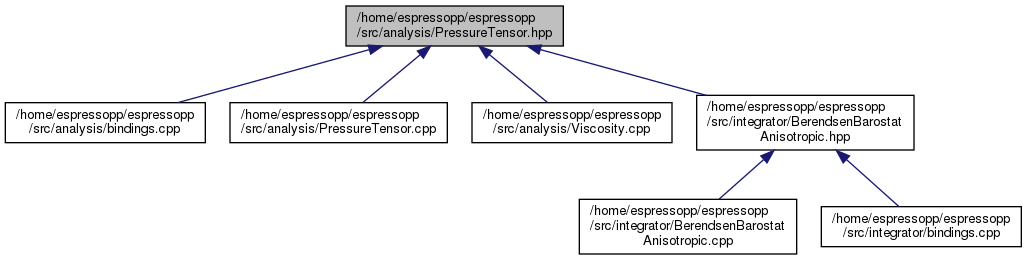 /home/espressopp/espressopp
/src/analysis/PressureTensor.hpp
/home/espressopp/espressopp
/src/analysis/bindings.cpp
/home/espressopp/espressopp
/src/analysis/PressureTensor.cpp
/home/espressopp/espressopp
/src/analysis/Viscosity.cpp
/home/espressopp/espressopp
/src/integrator/BerendsenBarostat
Anisotropic.hpp
/home/espressopp/espressopp
/src/integrator/BerendsenBarostat
Anisotropic.cpp
/home/espressopp/espressopp
/src/integrator/bindings.cpp